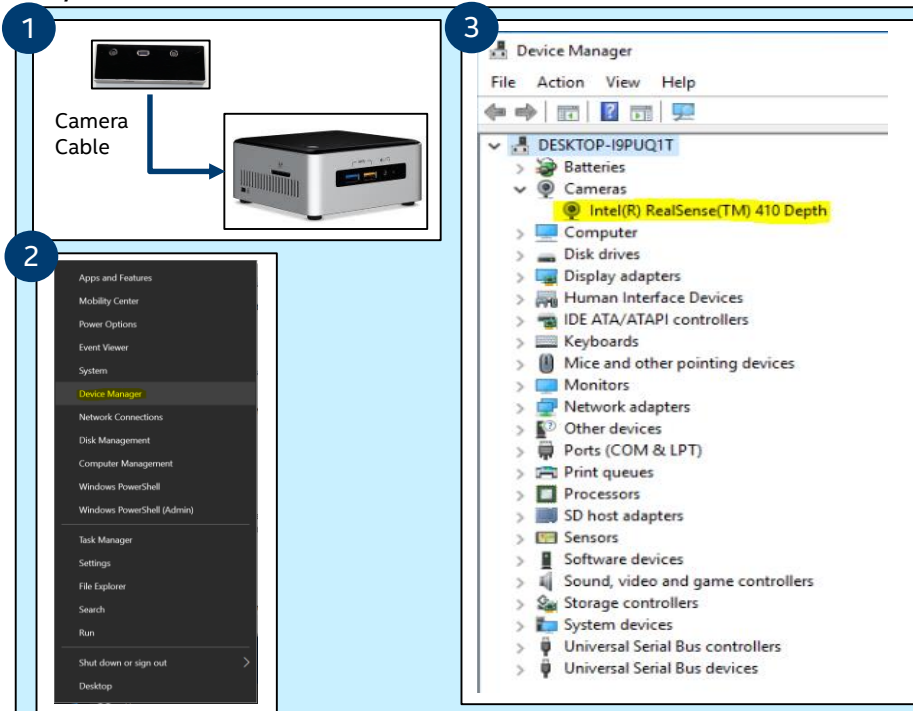 1
Camera
Cable
2
Apps and Features
Mobility Center
Power Options
Event Viewer
System
Device Manager
Network Connections
Disk Management
Computer Management
Windows PowerShell
Windows PowerShell (Admin)
Task Manager
Settings
File Explorer
Search
Run
Shut down or sign out
Desktop
3
Device Manager
File Action View Help
DESKTOP-I9PUQ1T
Batteries
Cameras
Intel(R) RealSense(TM) 410 Depth
Computer
Disk drives
Display adapters
Human Interface Devices
IDE ATA/ATAPI controllers
Keyboards
Mice and other pointing devices
Monitors
Network adapters
Other devices
Ports (COM & LPT)
Print queues
Processors
SD host adapters
Sensors
Software devices
Sound, video and game controllers
Storage controllers
System devices
Universal Serial Bus controllers
Universal Serial Bus devices